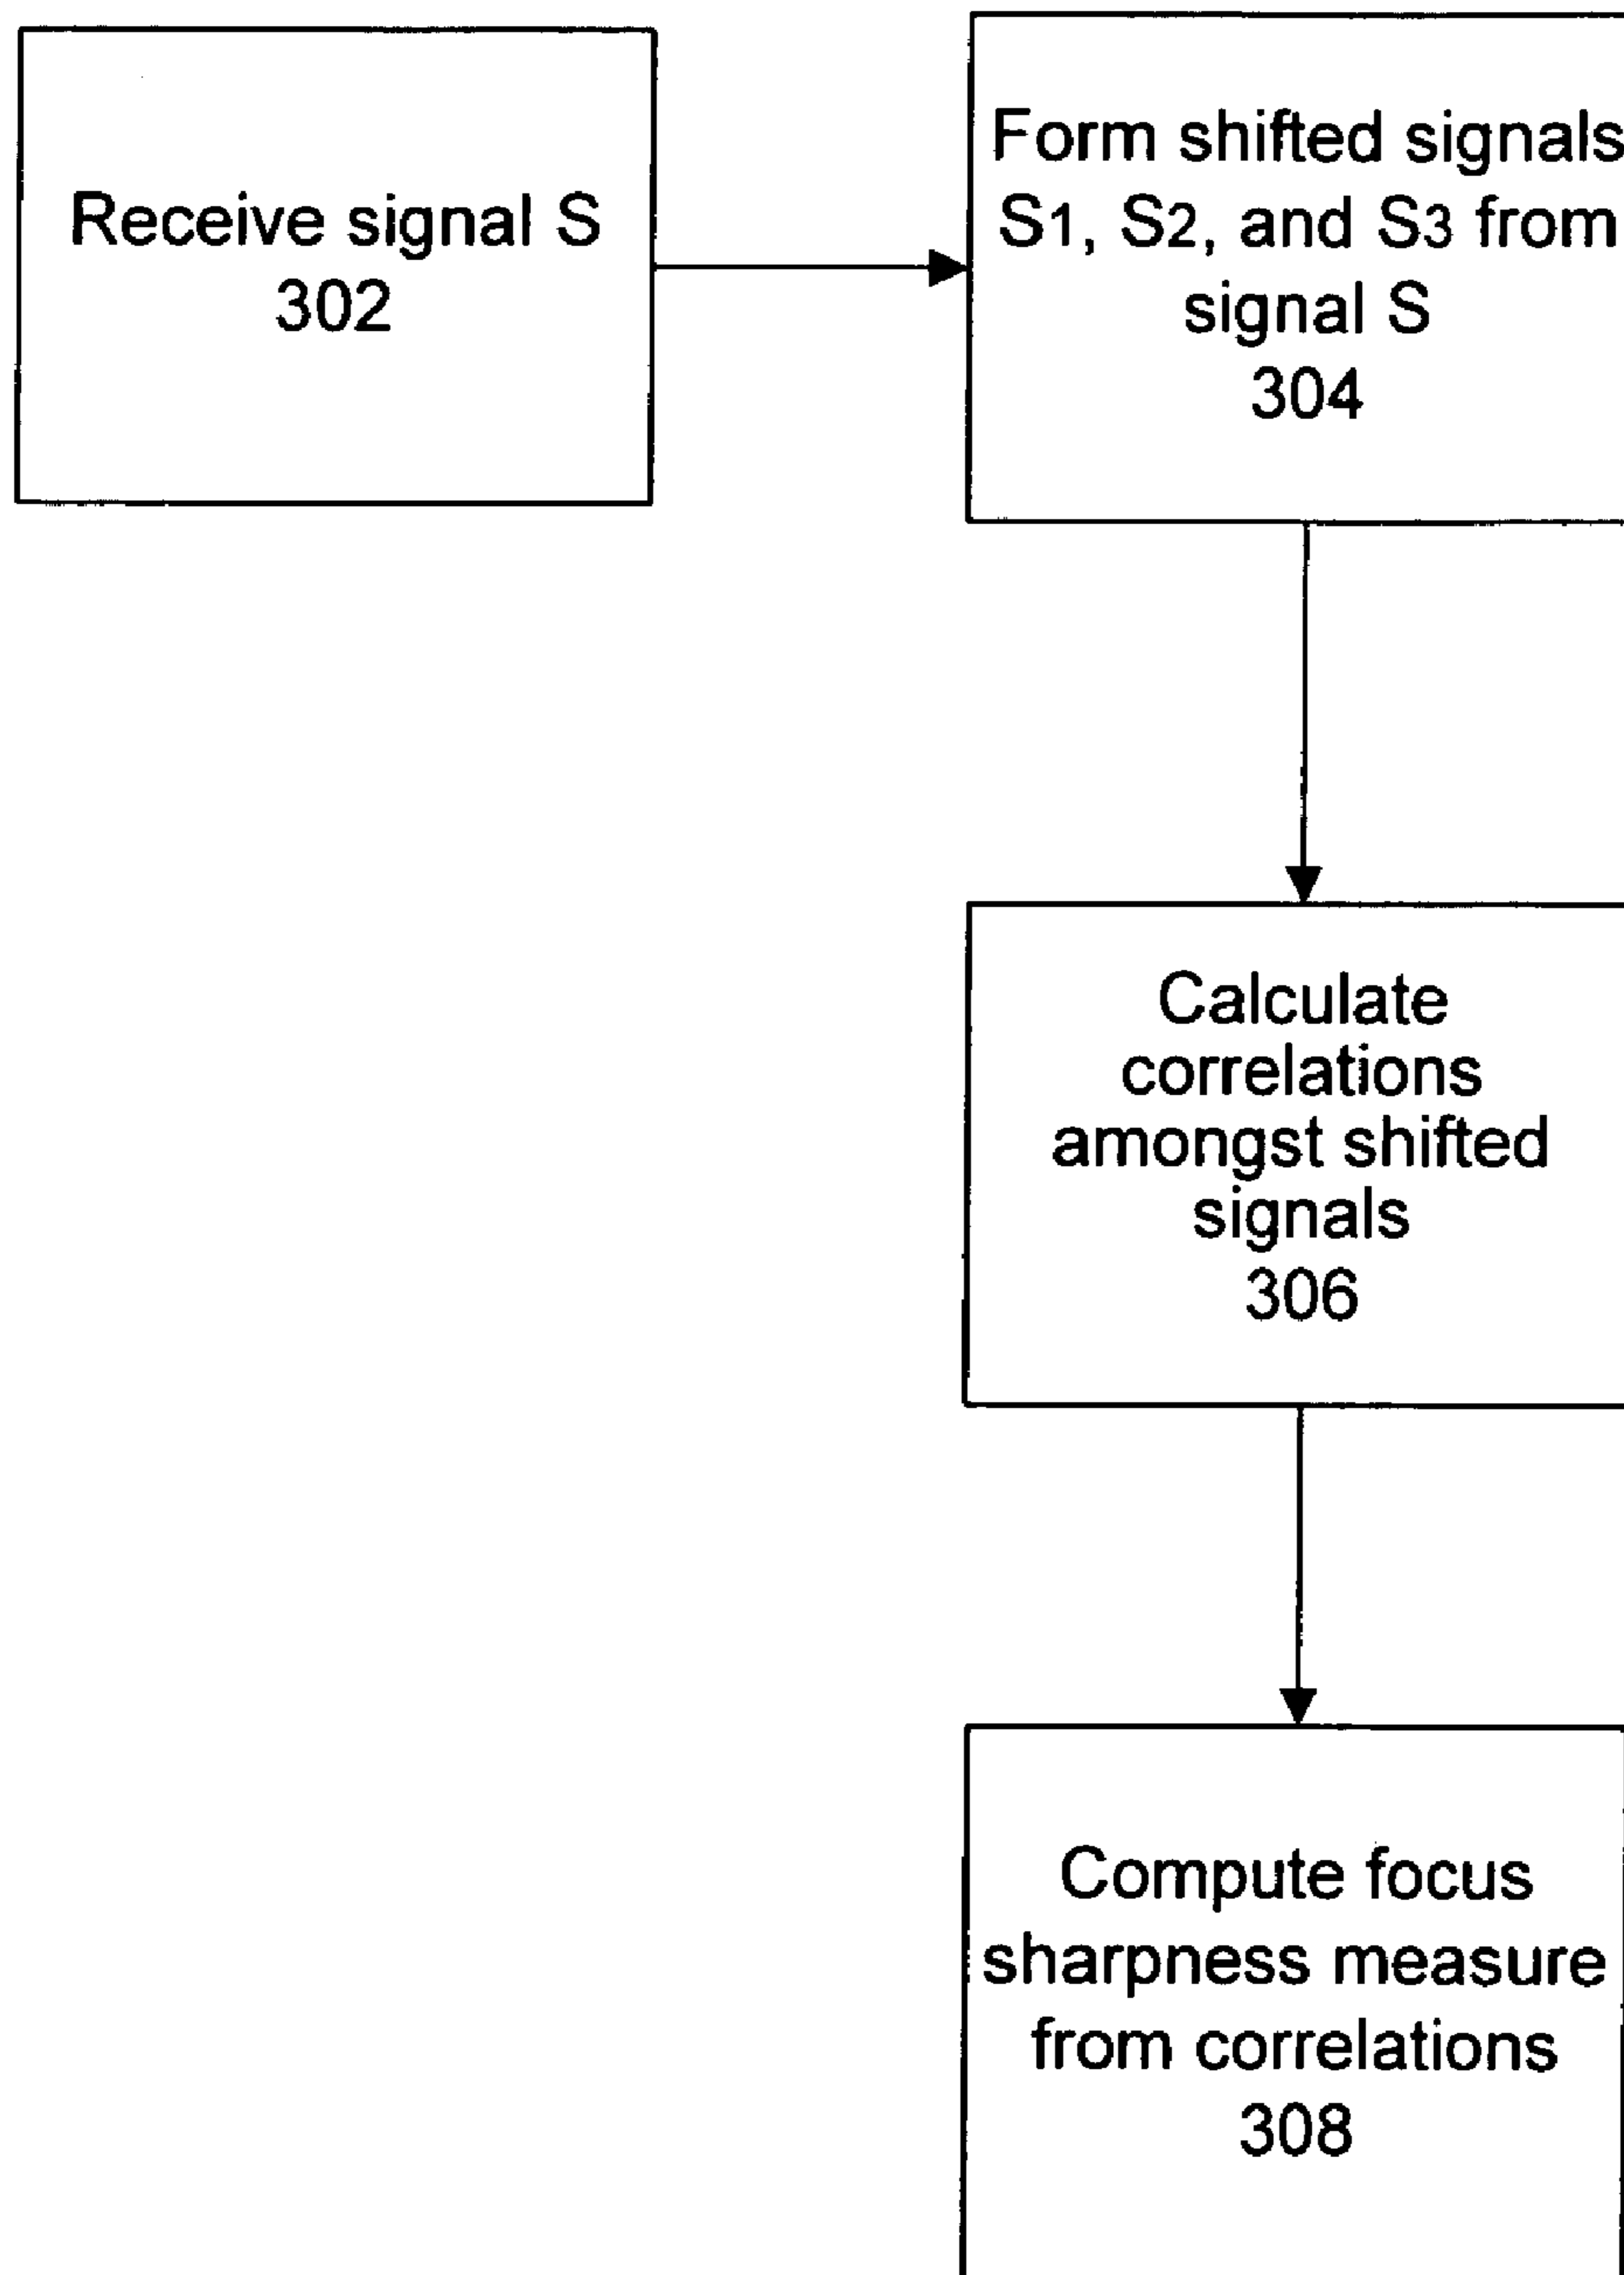 Receive signal S
302
Form shifted signals
S1, S2, and S3 from
signal S
304
Calculate
correlations
amongst shifted
signals
306
Compute focus
sharpness measure
from correlations
308